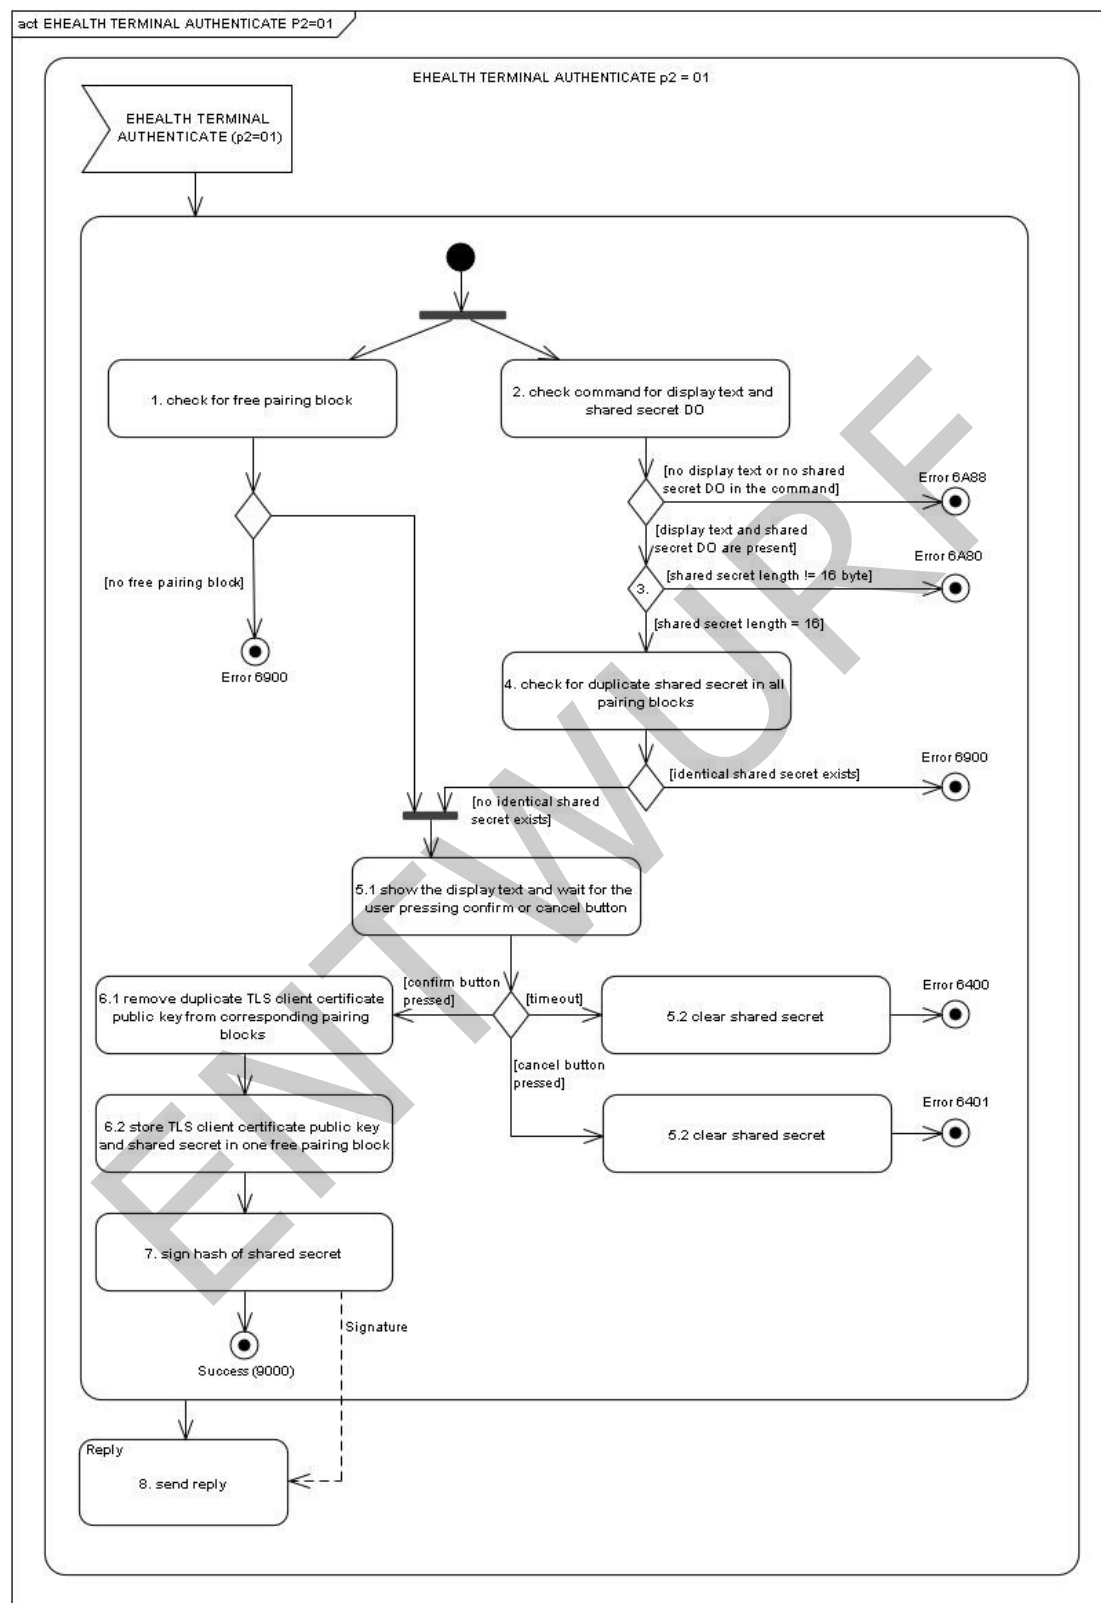 act EHEALTH TERMINAL AUTHENTICATE P2=01
EHEALTH TERMINAL AUTHENTICATE p2 = 01
EHEALTH TERMINAL
AUTHENTICATE (p2=01)
1. check for free pairing block
2. check command for display text and
shared secret DO
[no display text or no shared
secret DO in the command]
Error 6A88
[display text and shared
secret DO are present]
Error 6A80
[no free pairing block]
3.
[shared secret length != 16 byte]
[shared secret length = 16]
Error 6900
4. check for duplicate shared secret in all
pairing blocks
Error 6900
[identical shared secret exists]
[no identical shared
secret exists]
5.1 show the display text and wait for the
user pressing confirm or cancel button
[confirm button
pressed]
[timeout]
6.1 remove duplicate TLS client certificate
public key from corresponding pairing
blocks
5.2 clear shared secret
Error 6400
[cancel button
pressed]
6.2 store TLS client certificate public key
and shared secret in one free pairing block
5.2 clear shared secret
Error 6401
7. sign hash of shared secret
Signature
Success (9000)
Reply
8. send reply
ENTWURF